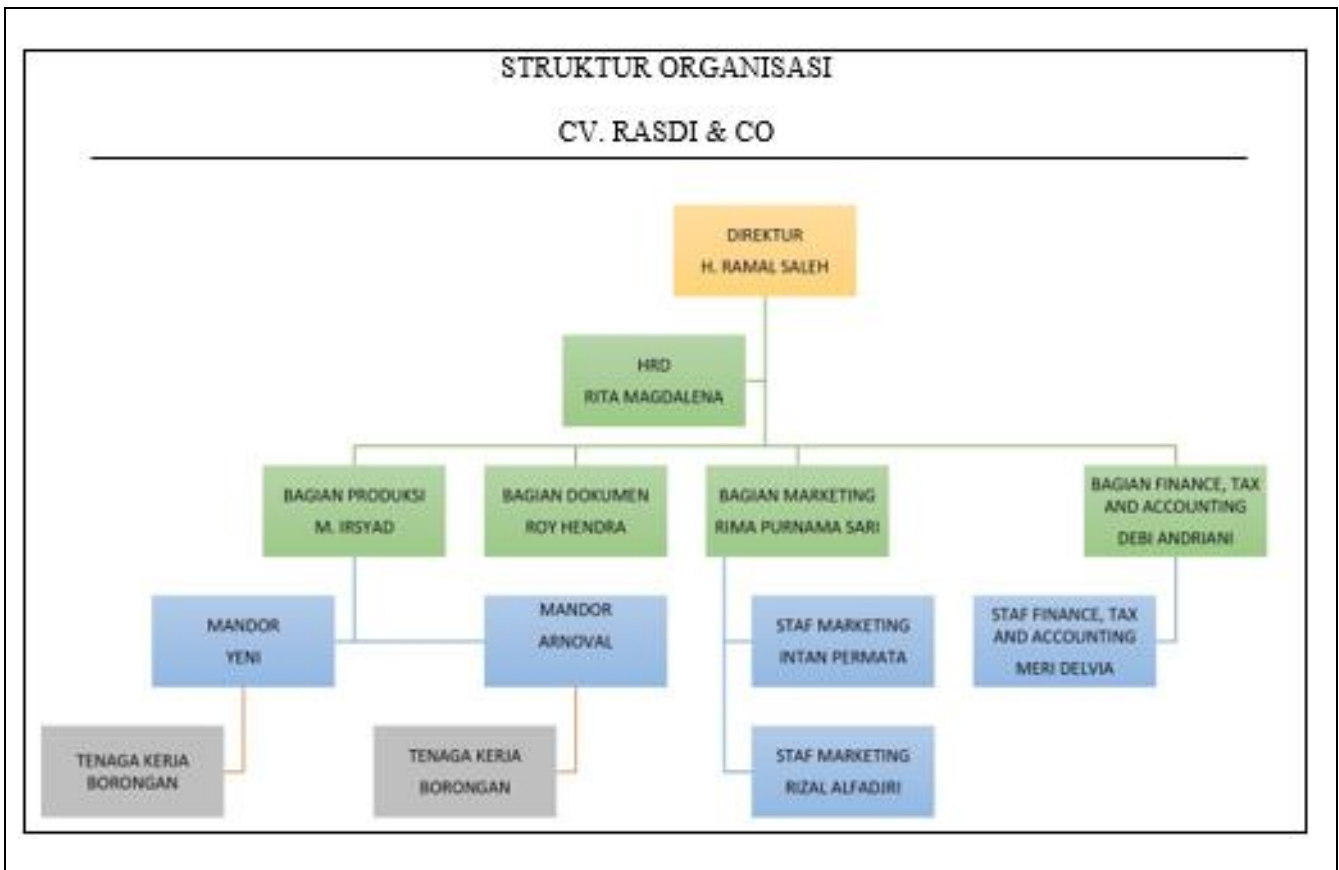 STRUKTUR ORGANISASI
CV. RASDI & CO
DIREKTUR
H. RAMAL SALEH
HRD
RITA MAGDALENA
BAGIAN PRODUKSI
M. IRSYAD
BAGIAN DOKUMEN
ROY HENDRA
BAGIAN MARKETING
RIMA PURNAMA SARI
BAGIAN FINANCE, TAX
AND ACCOUNTING
DEBI ANDRIANI
MANDOR
YENI
MANDOR
ARNOVAL
STAF MARKETING
INTAN PERMATA
STAF FINANCE, TAX
AND ACCOUNTING
MERI DELVIA
TENAGA KERJA
BORONGAN
TENAGA KERJA
BORONGAN
STAF MARKETING
RIZAL ALFADJRI